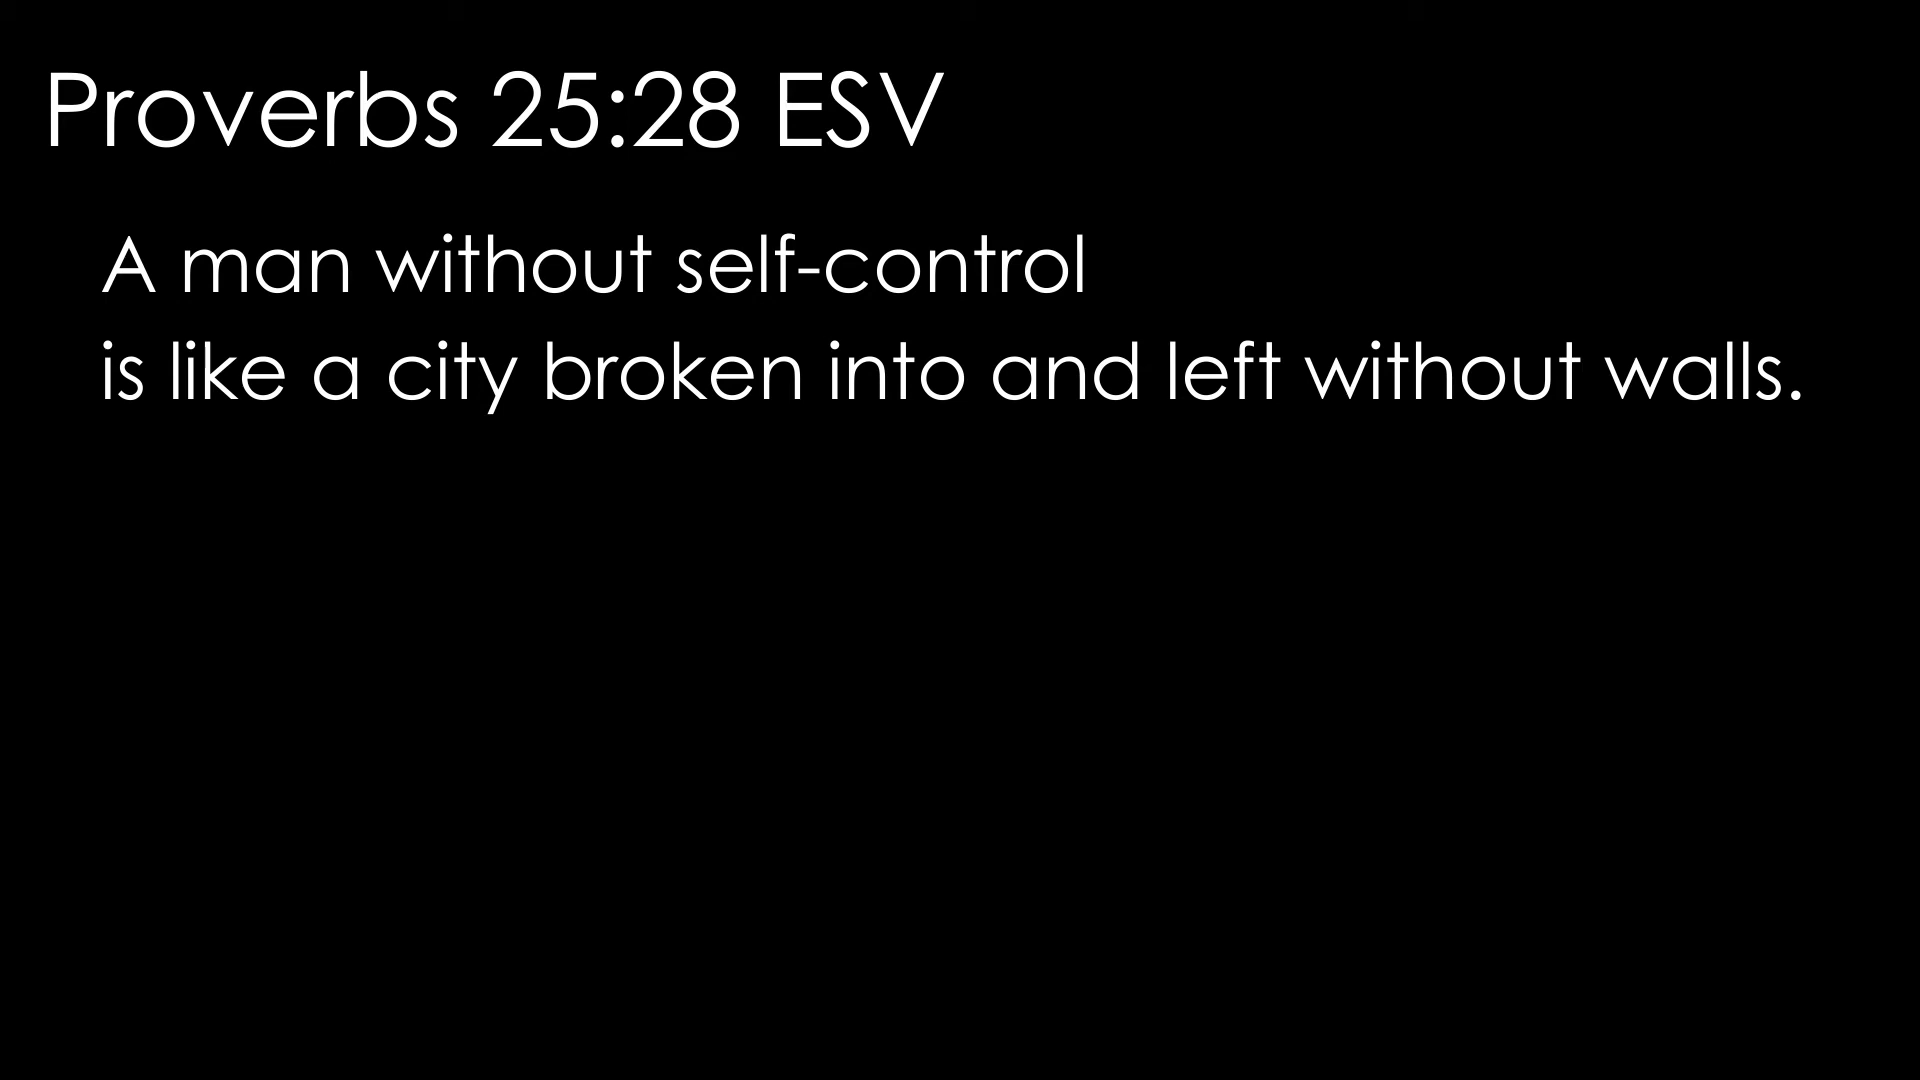 Proverbs 25:28 ESV
A man without self-control
is like a city broken into and left without walls.